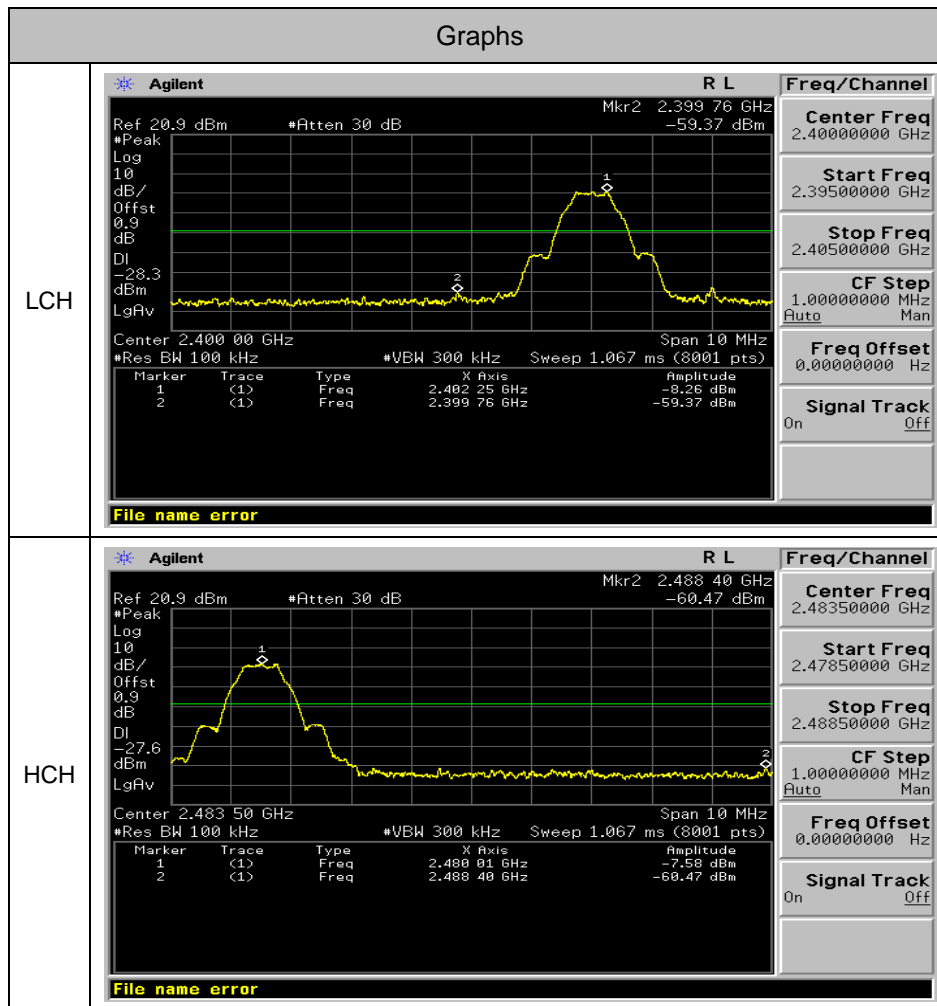 Graphs
LCH
Agilent R L
Mkr2 2.399 76 GHz
Ref 20.9 dBm #Atten 30 dB -59.37 dBm
#Peak
Log
10
dB/
Offst
0.9
dB
DI
-28.3
dBm
LgAv
1
2
Center 2.400 00 GHz Span 10 MHz
#Res BW 100 kHz #VBW 300 kHz Sweep 1.067 ms (8001 pts)
Marker Trace Type X Axis Amplitude
1 (1) Freq 2.402 25 GHz -8.26 dBm
2 (1) Freq 2.399 76 GHz -59.37 dBm
File name error
Freq/Channel
Center Freq
2.40000000 GHz
Start Freq
2.39500000 GHz
Stop Freq
2.40500000 GHz
CF Step
1.00000000 MHz
Auto Man
Freq Offset
0.00000000 Hz
Signal Track
On Off
HCH
Agilent R L
Mkr2 2.488 40 GHz
Ref 20.9 dBm #Atten 30 dB -60.47 dBm
#Peak
Log
10
dB/
Offst
0.9
dB
DI
-27.6
dBm
LgAv
1
2
Center 2.483 50 GHz Span 10 MHz
#Res BW 100 kHz #VBW 300 kHz Sweep 1.067 ms (8001 pts)
Marker Trace Type X Axis Amplitude
1 (1) Freq 2.480 01 GHz -7.58 dBm
2 (1) Freq 2.488 40 GHz -60.47 dBm
File name error
Freq/Channel
Center Freq
2.48350000 GHz
Start Freq
2.47850000 GHz
Stop Freq
2.48850000 GHz
CF Step
1.00000000 MHz
Auto Man
Freq Offset
0.00000000 Hz
Signal Track
On Off